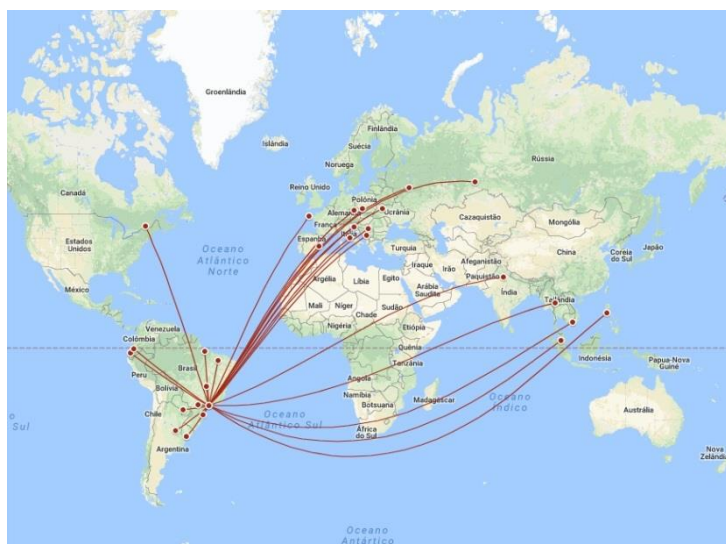 Groenlândia
Islândia
Finlândia
Suécia
Noruega
Rússia
Canadá
Reino Unido
Polónia
Alemanha
Ucrânia
França
Cazaquistão
Mongólia
Estados
Unidos
Oceano
Atlântico
Norte
Espanha
Itália
Turquia
China
Coreia
do Sul
Japão
Afeganistão
Iraque
Irão
Paquistão
México
Argélia
Líbia
Egito
Arábia
Saudita
Índia
Tailândia
Mali
Níger
Sudão
Chade
Nigéria
Etiópia
Venezuela
Colômbia
Quênia
Indonésia
Papua-Nova
Guiné
Brasil
Peru
Tanzânia
Angola
Bolívia
Namíbia
Botsuana
Madagascar
Oceano
Índico
Chile
Oceano
Atlântico Sul
África
do Sul
Austrália
o
Sul
Argentina
Nova
Zelândia
Oceano
Antártico